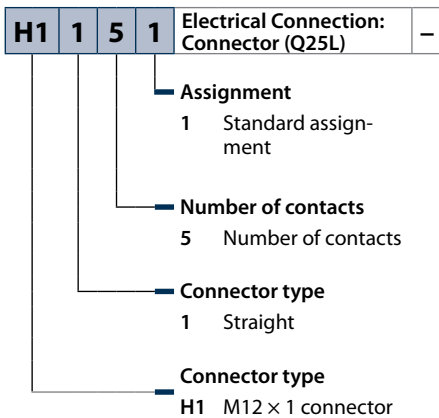 H1 1 5 1 Electrical Connection:
Connector (Q25L) –
Assignment
1 Standard assign-
ment
Number of contacts
5 Number of contacts
Connector type
1 Straight
Connector type
H1 M12 × 1 connector